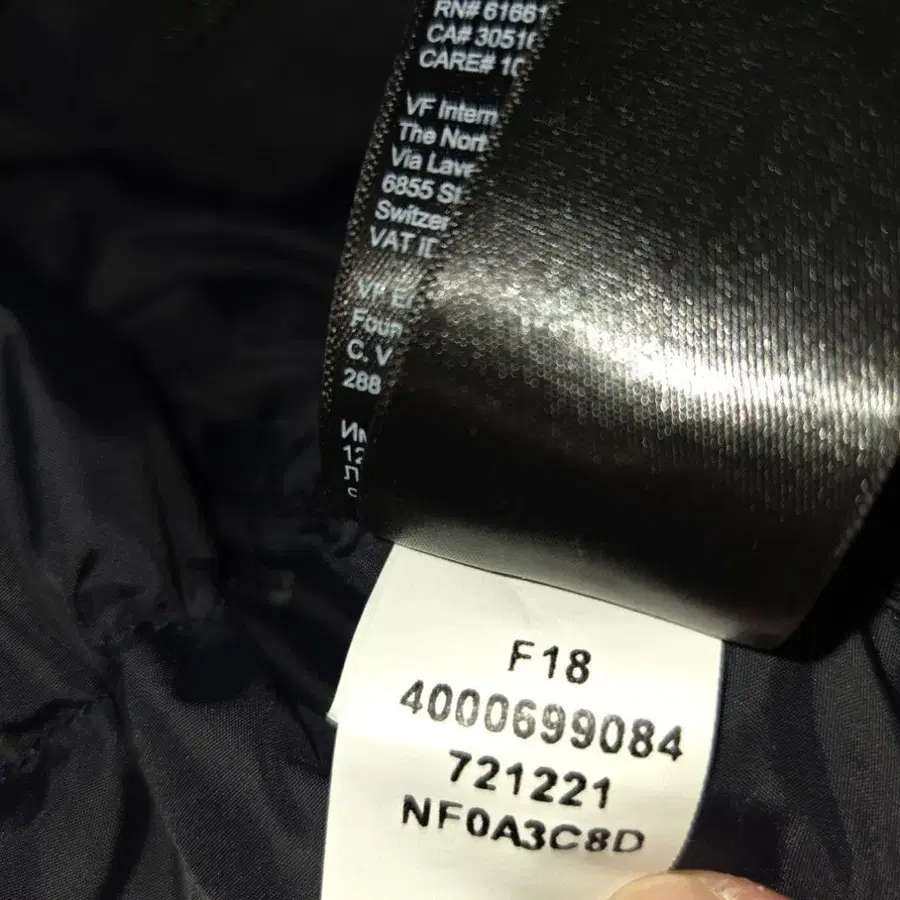 RN# 61661
CA# 30516
CARE# 10
VF Intern
The Nort
Via Lave
6855 St
Switzer
VAT ID
VF E
Foun
C. V
288
Им
12
Л
F18
4000699084
721221
NF0A3C8D